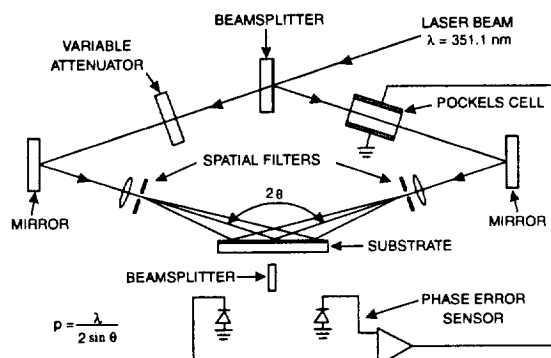 BEAMSPLITTER
LASER BEAM
λ = 351.1 nm
VARIABLE
ATTENUATOR
POCKELS CELL
SPATIAL FILTERS
2θ
MIRROR
MIRROR
SUBSTRATE
BEAMSPLITTER
PHASE ERROR
SENSOR
p = λ / 2 sin θ